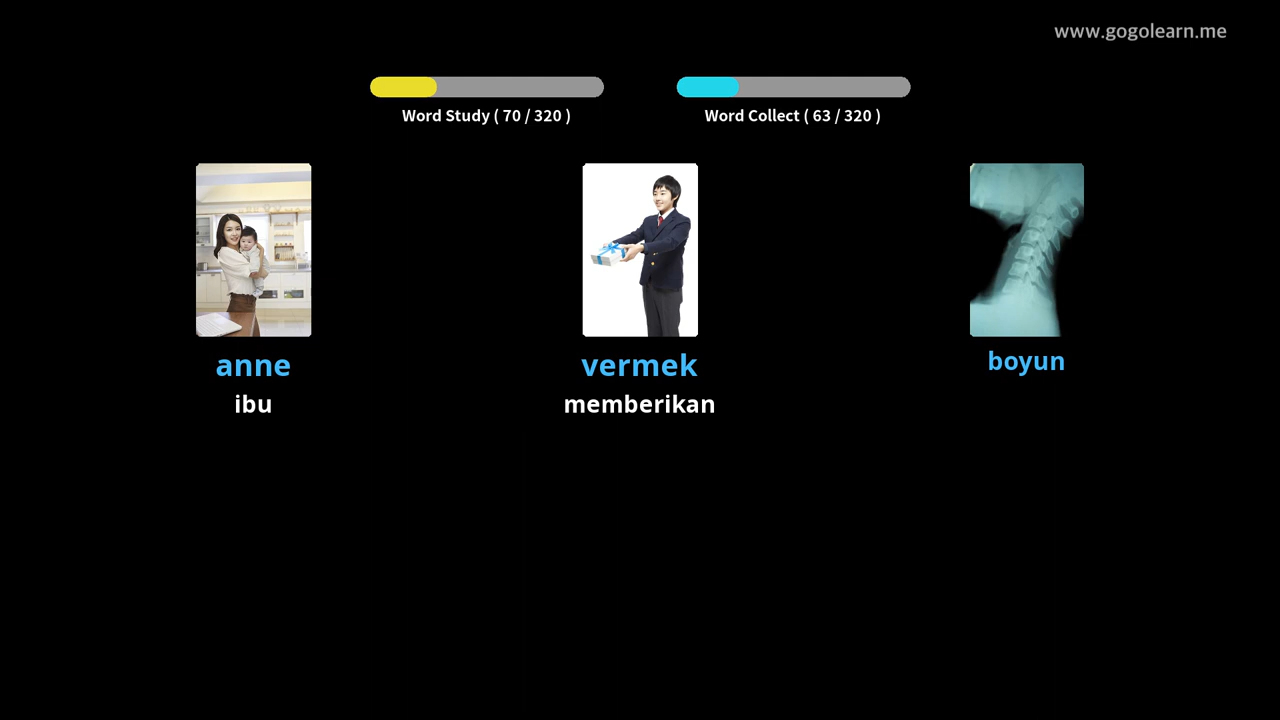 www.gogolearn.me
Word Study ( 70 / 320 )
Word Collect ( 63 / 320 )
anne
vermek
boyun
ibu
memberikan